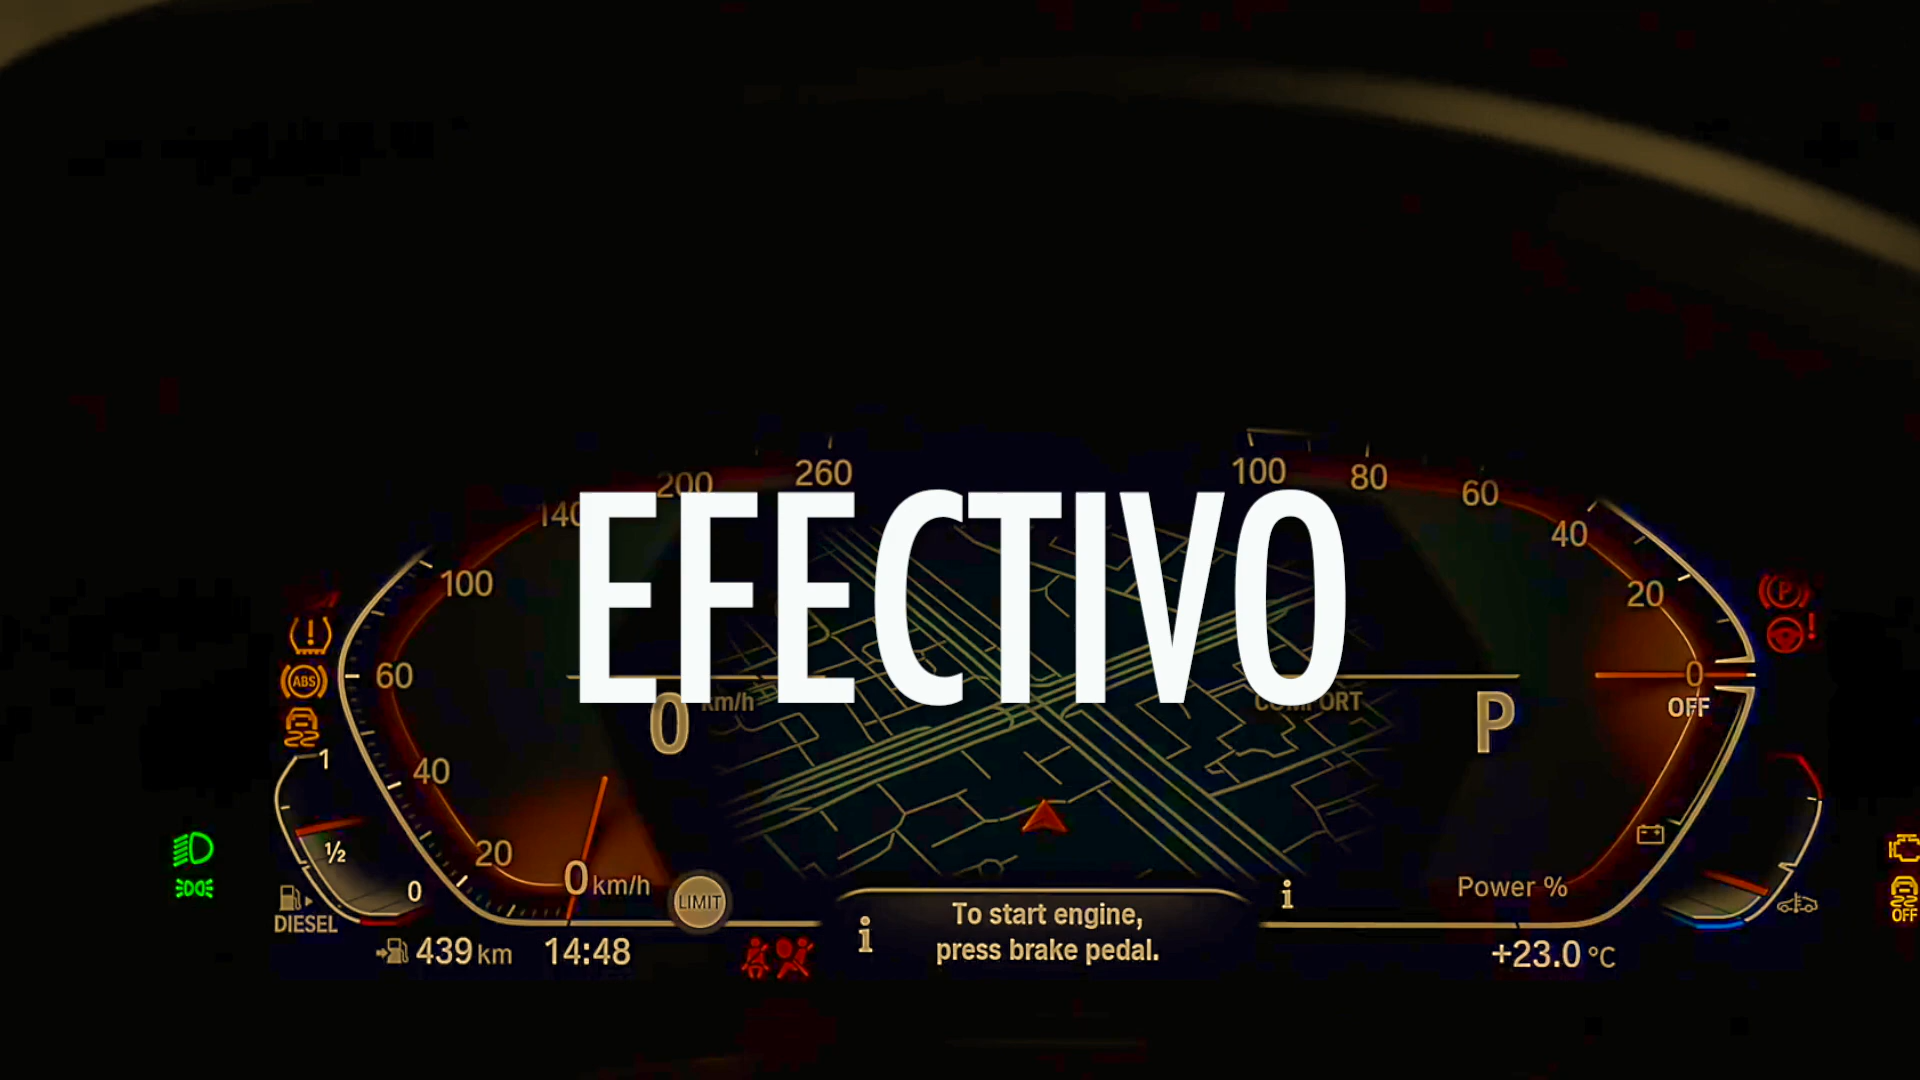 260
200
140
100
60
40
20
0 km/h
EFECTIVO
0 km/h
COMFORT
P
100
80
60
40
20
0
OFF
ABS
1
1/2
0
DIESEL
LIMIT
439 km
14:48
i
To start engine,
press brake pedal.
i
Power %
+23.0 °C
P
!
OFF